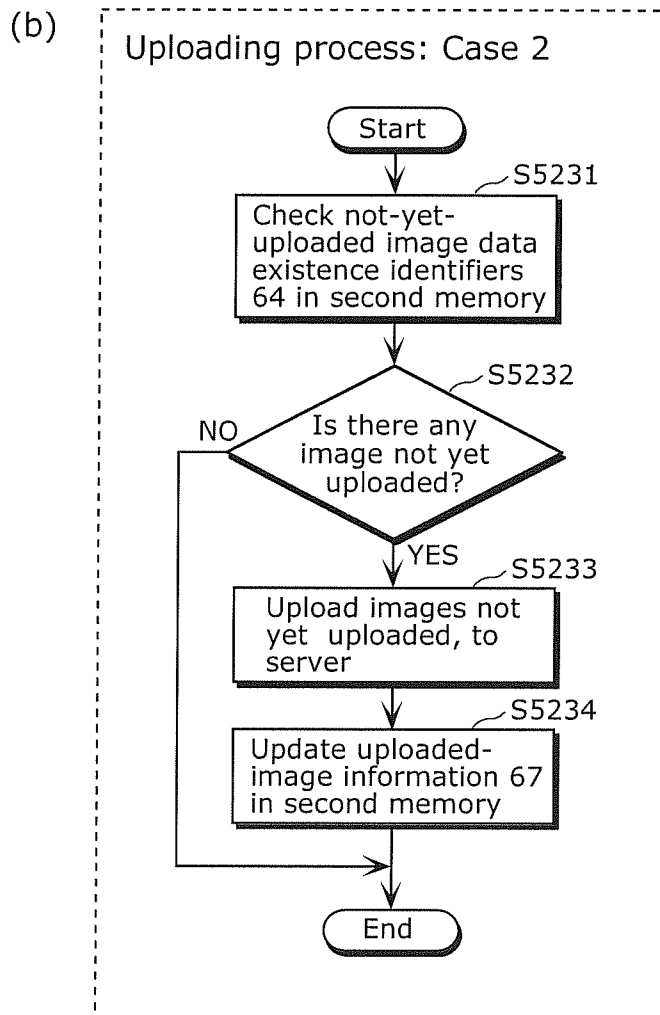 (b)
Uploading process: Case 2
Start
S5231
Check not-yet-
uploaded image data
existence identifiers
64 in second memory
S5232
NO
Is there any
image not yet
uploaded?
YES
S5233
Upload images not
yet uploaded, to
server
S5234
Update uploaded-
image information 67
in second memory
End